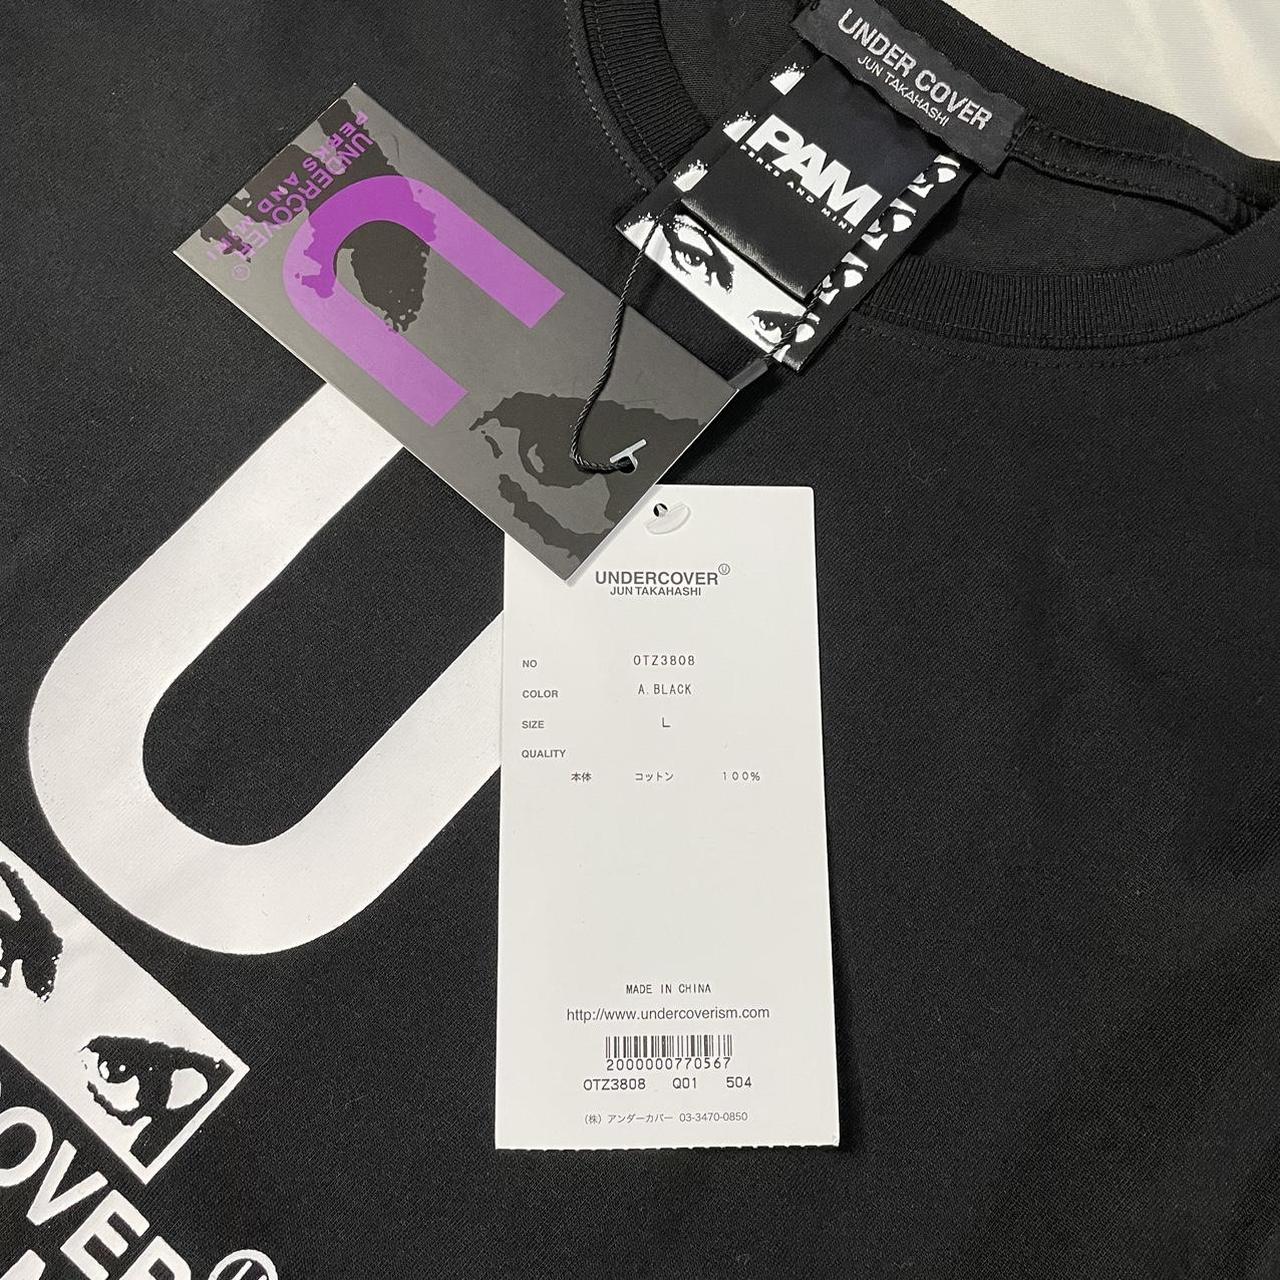 UNDER COVER
JUN TAKAHASHI
PAM
PERKS AND MINI
UNDERCOVER
PERKS AND MINI
UNDERCOVER
JUN TAKAHASHI
NO OTZ3808
COLOR A.BLACK
SIZE L
QUALITY
本体 コットン 100%
MADE IN CHINA
http://www.undercoverism.com
2000000770567
OTZ3808 Q01 504
(株) アンダーカバー 03-3470-0850
OVER